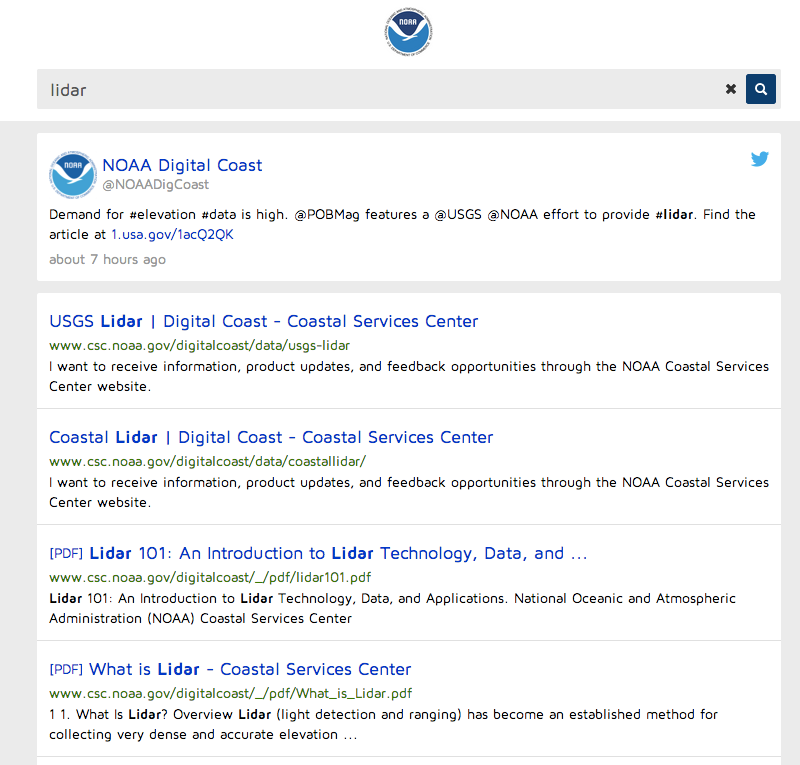 NOAA
lidar
NOAA
NOAA Digital Coast
@NOAADigCoast
Demand for #elevation #data is high. @POBMag features a @USGS @NOAA effort to provide #lidar. Find the
article at 1.usa.gov/1acQ2QK
about 7 hours ago
USGS Lidar | Digital Coast - Coastal Services Center
www.csc.noaa.gov/digitalcoast/data/usgs-lidar
I want to receive information, product updates, and feedback opportunities through the NOAA Coastal Services
Center website.
Coastal Lidar | Digital Coast - Coastal Services Center
www.csc.noaa.gov/digitalcoast/data/coastallidar/
I want to receive information, product updates, and feedback opportunities through the NOAA Coastal Services
Center website.
[PDF] Lidar 101: An Introduction to Lidar Technology, Data, and ...
www.csc.noaa.gov/digitalcoast/_/pdf/lidar101.pdf
Lidar 101: An Introduction to Lidar Technology, Data, and Applications. National Oceanic and Atmospheric
Administration (NOAA) Coastal Services Center
[PDF] What is Lidar - Coastal Services Center
www.csc.noaa.gov/digitalcoast/_/pdf/What_is_Lidar.pdf
1 1. What Is Lidar? Overview Lidar (light detection and ranging) has become an established method for
collecting very dense and accurate elevation ...